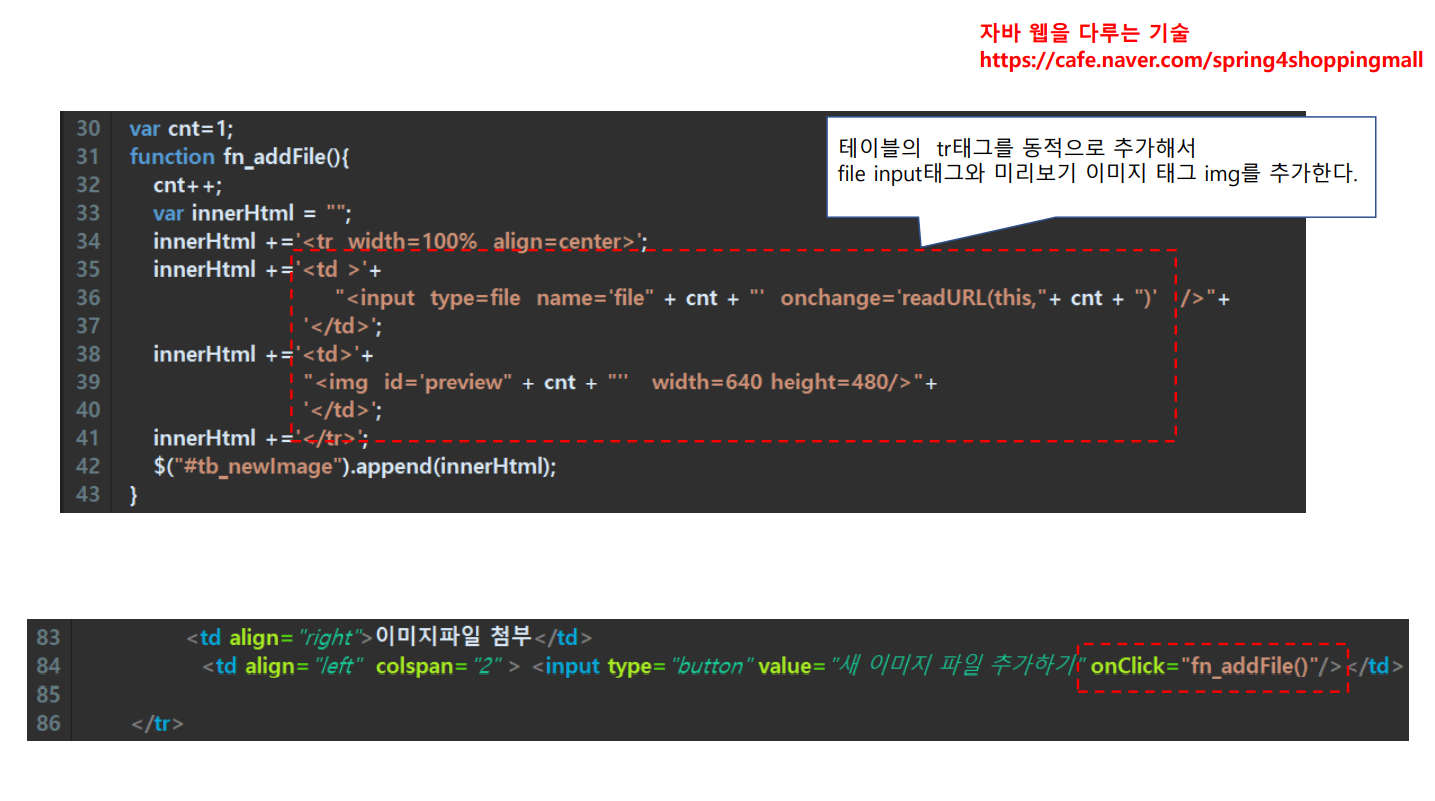 자바 웹을 다루는 기술
https://cafe.naver.com/spring4shoppingmall
테이블의 tr태그를 동적으로 추가해서
file input태그와 미리보기 이미지 태그 img를 추가한다.
30 var cnt=1;
31 function fn_addFile(){
32 cnt++;
33 var innerHtml = "";
34 innerHtml +='<tr width=100% align=center>';
35 innerHtml +='<td >'+
36 "<input type=file name='file" + cnt + "' onchange='readURL(this,"+ cnt + ")' />"+
37 '</td>';
38 innerHtml +='<td>'+
39 "<img id='preview" + cnt + "'' width=640 height=480/>"+
40 '</td>';
41 innerHtml +='</tr>';
42 $("#tb_newImage").append(innerHtml);
43 }
83 <td align="right">이미지파일 첨부</td>
84 <td align="left" colspan="2" > <input type="button" value="새 이미지 파일 추가하기" onClick="fn_addFile()"/></td>
85
86 </tr>